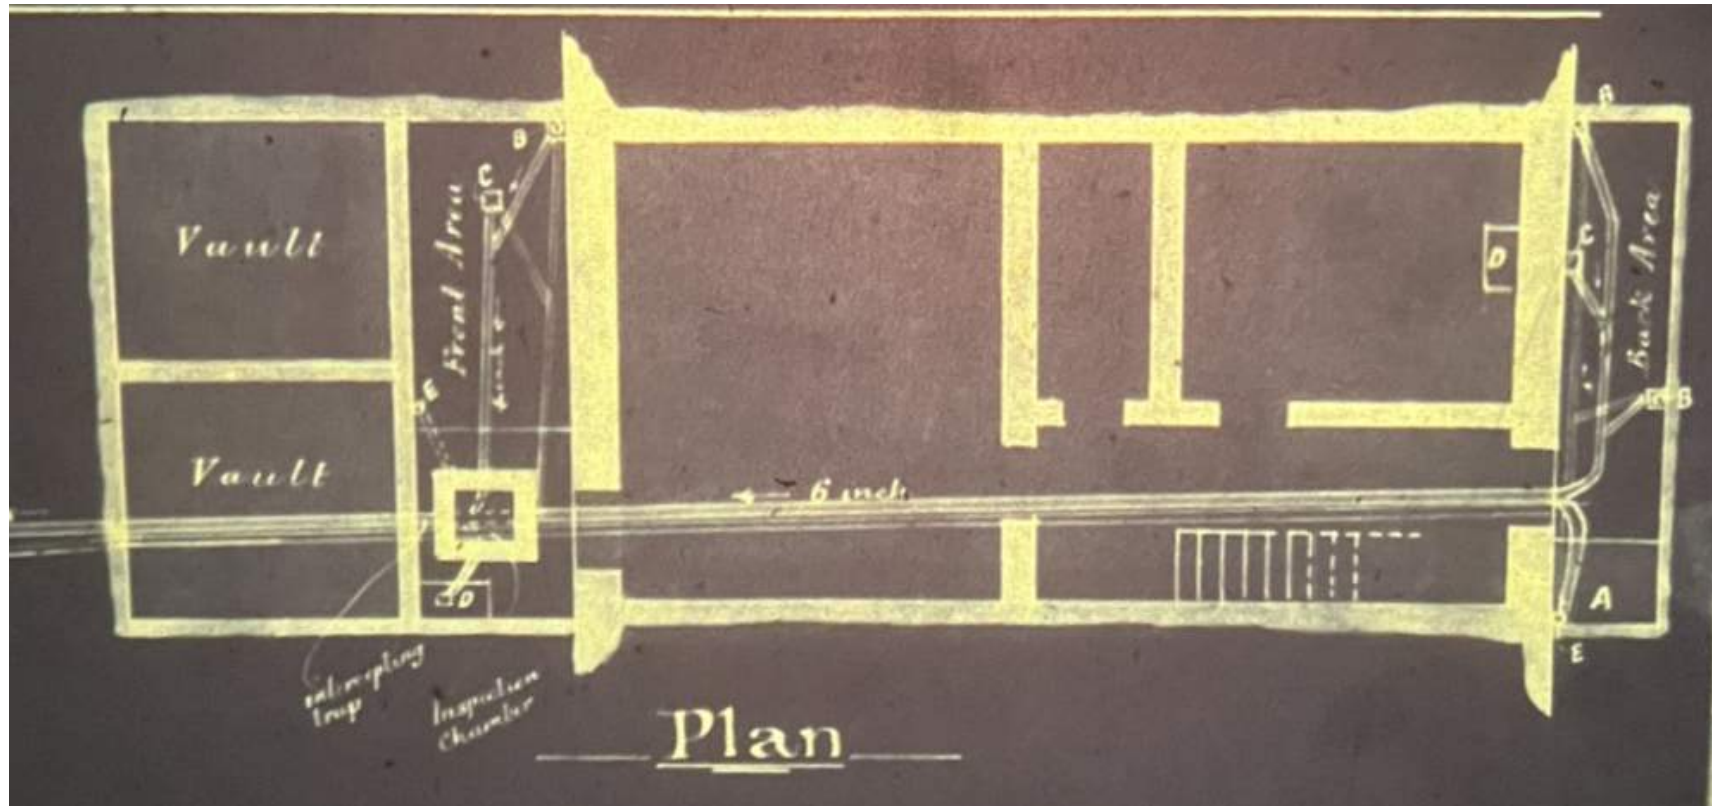 B
B
C
Vault
Front Area
C
D
Back Area
E
B
Vault
6 inch
D
A
E
intercepting
trap
Inspection
chamber
Plan